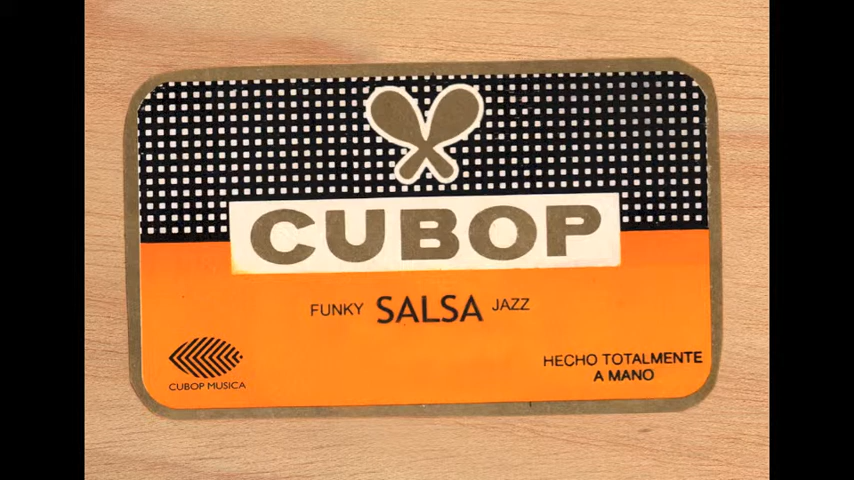 CUBOP
FUNKY SALSA JAZZ
CUBOP MUSICA
HECHO TOTALMENTE
A MANO